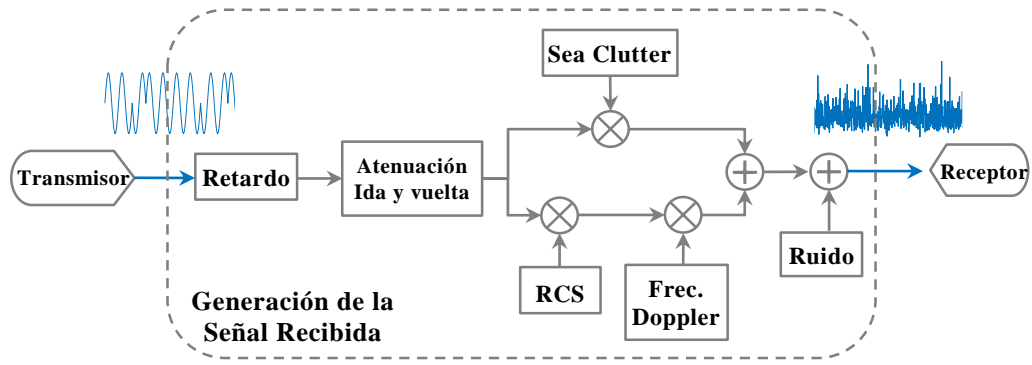 Sea Clutter
Transmisor
Retardo
Atenuación
Ida y vuelta
Receptor
RCS
Frec.
Doppler
Ruido
Generación de la
Señal Recibida